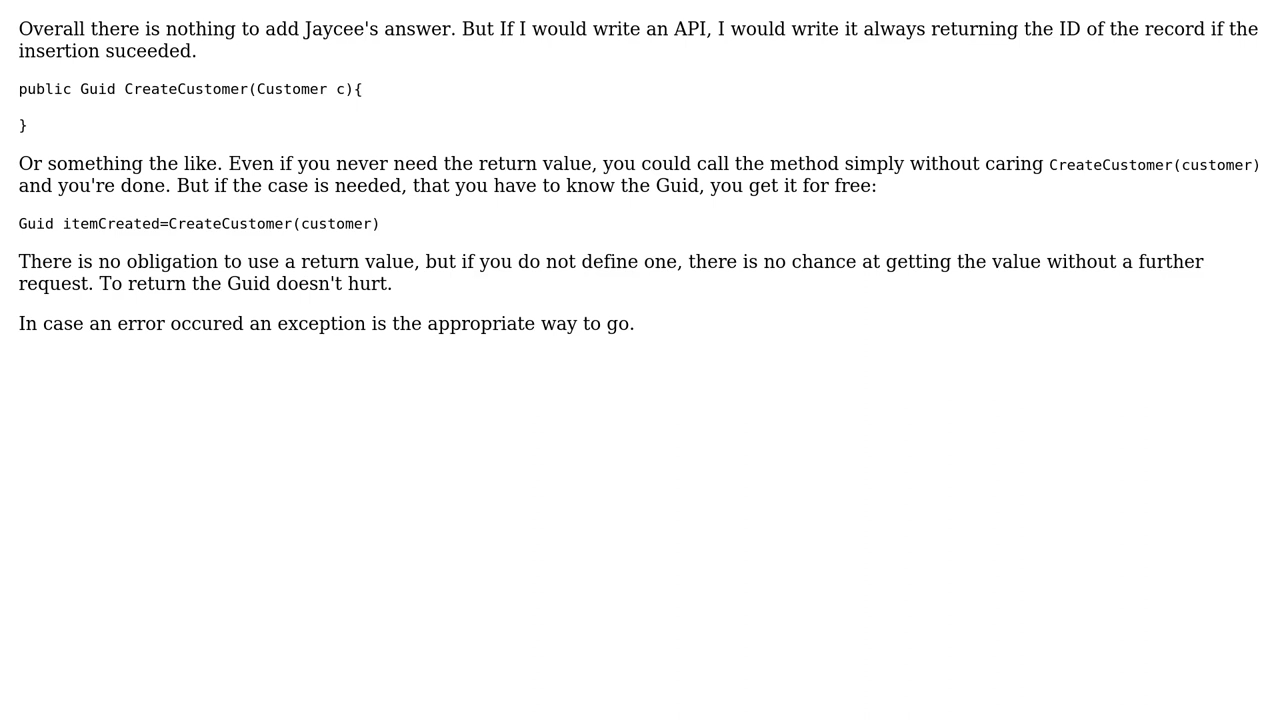 Overall there is nothing to add Jaycee's answer. But If I would write an API, I would write it always returning the ID of the record if the
insertion suceeded.
public Guid CreateCustomer(Customer c){
}
Or something the like. Even if you never need the return value, you could call the method simply without caring CreateCustomer(customer)
and you're done. But if the case is needed, that you have to know the Guid, you get it for free:
Guid itemCreated=CreateCustomer(customer)
There is no obligation to use a return value, but if you do not define one, there is no chance at getting the value without a further
request. To return the Guid doesn't hurt.
In case an error occured an exception is the appropriate way to go.